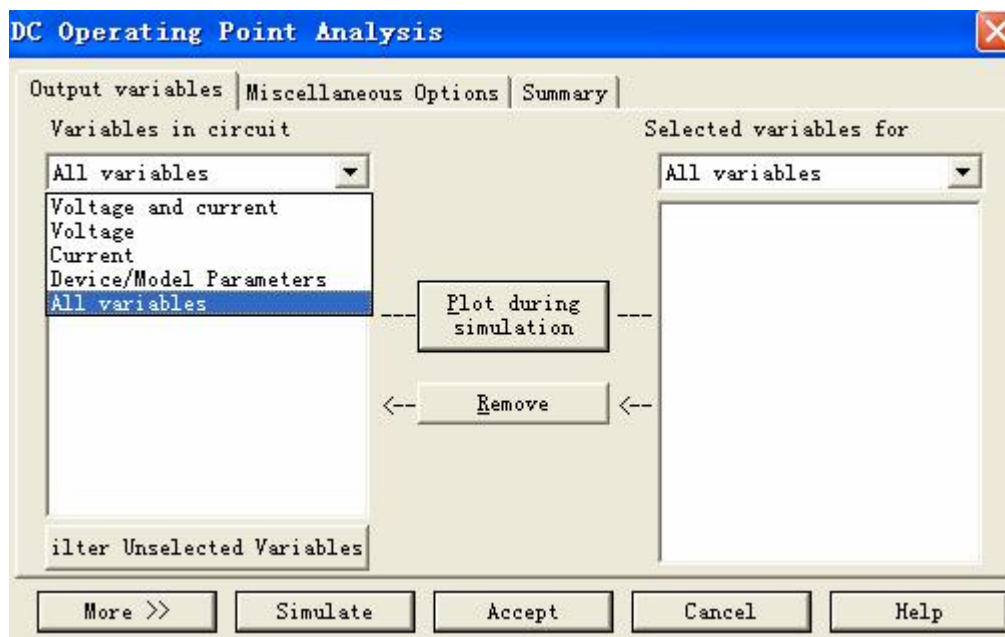 DC Operating Point Analysis
Output variables
Miscellaneous Options
Summary
Variables in circuit
Selected variables for
All variables
All variables
Voltage and current
Voltage
Current
Device/Model Parameters
All variables
--- Plot during ---
simulation
<-- Remove <--
ilter Unselected Variables
More >>
Simulate
Accept
Cancel
Help